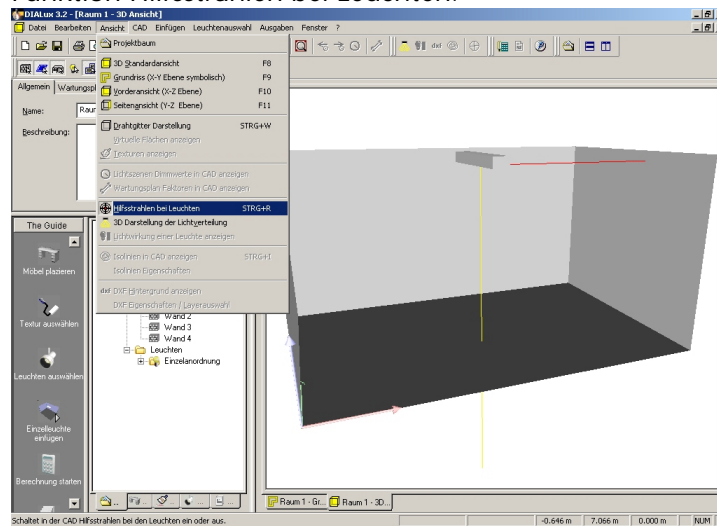 Funktion Hilfsstrahlen bei Leuchten.
DIALux 3.2 - [Raum 1 - 3D Ansicht]
Datei Bearbeiten Ansicht CAD Einfügen Leuchtenauswahl Ausgaben Fenster ?
Projektbaum
3D Standardansicht F8
Grundriss (X-Y Ebene symbolisch) F9
Vorderansicht (X-Z Ebene) F10
Seitenansicht (Y-Z Ebene) F11
Drahtgitter Darstellung STRG+W
Virtuelle Flächen anzeigen
Texturen anzeigen
Lichtszenen Dimmwerte in CAD anzeigen
Wartungsplan Faktoren in CAD anzeigen
Hilfsstrahlen bei Leuchten STRG+R
3D Darstellung der Lichtverteilung
Lichtwirkung einer Leuchte anzeigen
Isolinien in CAD anzeigen STRG+I
Isolinien Eigenschaften
dxf DXF Hintergrund anzeigen
DXF Eigenschaften / Layerauswahl
dxf
Allgemein Wartungspl
Name: Rau
Beschreibung:
The Guide
Möbel plazieren
Textur auswählen
Leuchten auswählen
Einzelleuchte
einfügen
Berechnung starten
Wand 2
Wand 3
Wand 4
Leuchten
Einzelanordnung
Raum 1 - Gr... Raum 1 - 3D...
Schaltet in der CAD Hilfsstrahlen bei den Leuchten ein oder aus.
-0.646 m 7.066 m 0.000 m NUM